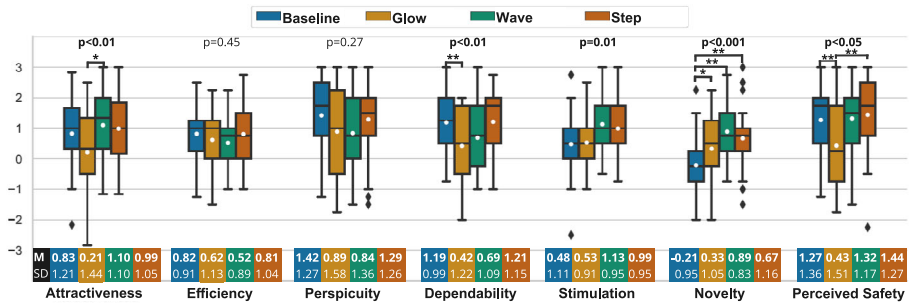 Baseline Glow Wave Step
p<0.01 p=0.45 p=0.27 p<0.01 p=0.01 p<0.001 p<0.05
* ** * ** ** ** **
3 3
2 2
1 1
0 0
−1 −1
−2 −2
−3 −3
M 0.83 0.21 1.10 0.99 0.82 0.62 0.52 0.81 1.42 0.89 0.84 1.29 1.19 0.42 0.69 1.21 0.48 0.53 1.13 0.99 -0.21 0.33 0.89 0.67 1.27 0.43 1.32 1.44
SD 1.21 1.44 1.10 1.05 0.91 1.13 0.89 1.04 1.27 1.58 1.36 1.26 0.99 1.22 1.09 1.15 1.11 0.91 0.95 0.95 0.95 1.05 0.83 1.16 1.36 1.51 1.17 1.27
Attractiveness Efficiency Perspicuity Dependability Stimulation Novelty Perceived Safety